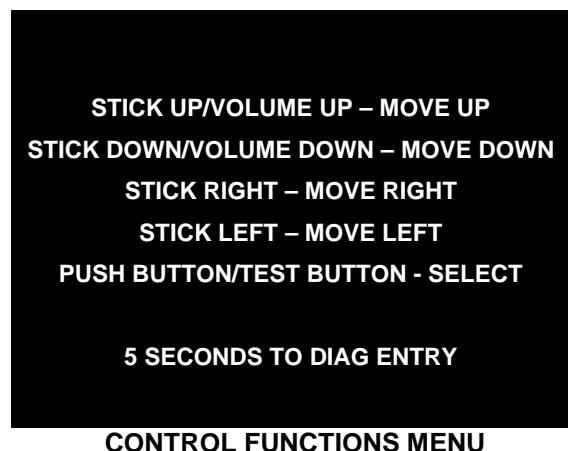 STICK UP/VOLUME UP – MOVE UP
STICK DOWN/VOLUME DOWN – MOVE DOWN
STICK RIGHT – MOVE RIGHT
STICK LEFT – MOVE LEFT
PUSH BUTTON/TEST BUTTON - SELECT
5 SECONDS TO DIAG ENTRY
CONTROL FUNCTIONS MENU